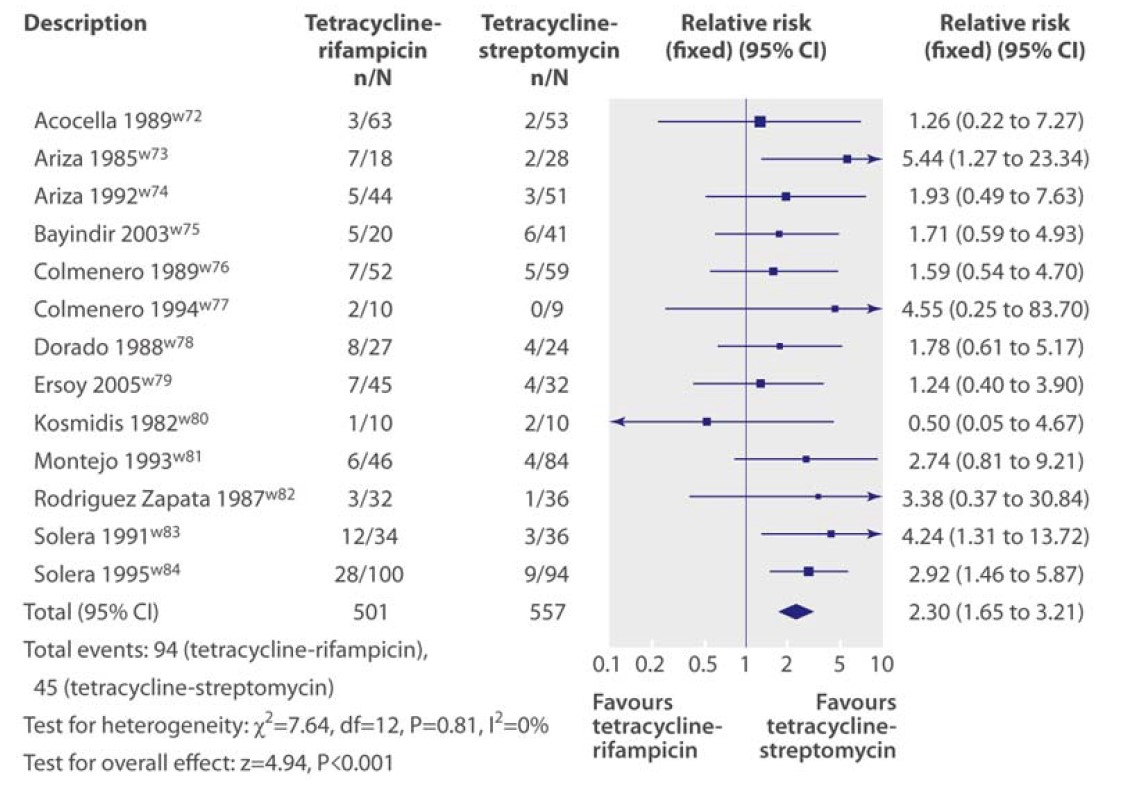 Description Tetracycline-rifampicin n/N Tetracycline-streptomycin n/N Relative risk (fixed) (95% CI) Relative risk (fixed) (95% CI)
Acocella 1989w72 3/63 2/53 1.26 (0.22 to 7.27)
Ariza 1985w73 7/18 2/28 5.44 (1.27 to 23.34)
Ariza 1992w74 5/44 3/51 1.93 (0.49 to 7.63)
Bayindir 2003w75 5/20 6/41 1.71 (0.59 to 4.93)
Colmenero 1989w76 7/52 5/59 1.59 (0.54 to 4.70)
Colmenero 1994w77 2/10 0/9 4.55 (0.25 to 83.70)
Dorado 1988w78 8/27 4/24 1.78 (0.61 to 5.17)
Ersoy 2005w79 7/45 4/32 1.24 (0.40 to 3.90)
Kosmidis 1982w80 1/10 2/10 0.50 (0.05 to 4.67)
Montejo 1993w81 6/46 4/84 2.74 (0.81 to 9.21)
Rodriguez Zapata 1987w82 3/32 1/36 3.38 (0.37 to 30.84)
Solera 1991w83 12/34 3/36 4.24 (1.31 to 13.72)
Solera 1995w84 28/100 9/94 2.92 (1.46 to 5.87)
Total (95% CI) 501 557 2.30 (1.65 to 3.21)
Total events: 94 (tetracycline-rifampicin),
45 (tetracycline-streptomycin)
Test for heterogeneity: χ²=7.64, df=12, P=0.81, I²=0%
Test for overall effect: z=4.94, P<0.001
0.1 0.2 0.5 1 2 5 10
Favours
tetracycline-
rifampicin
Favours
tetracycline-
streptomycin